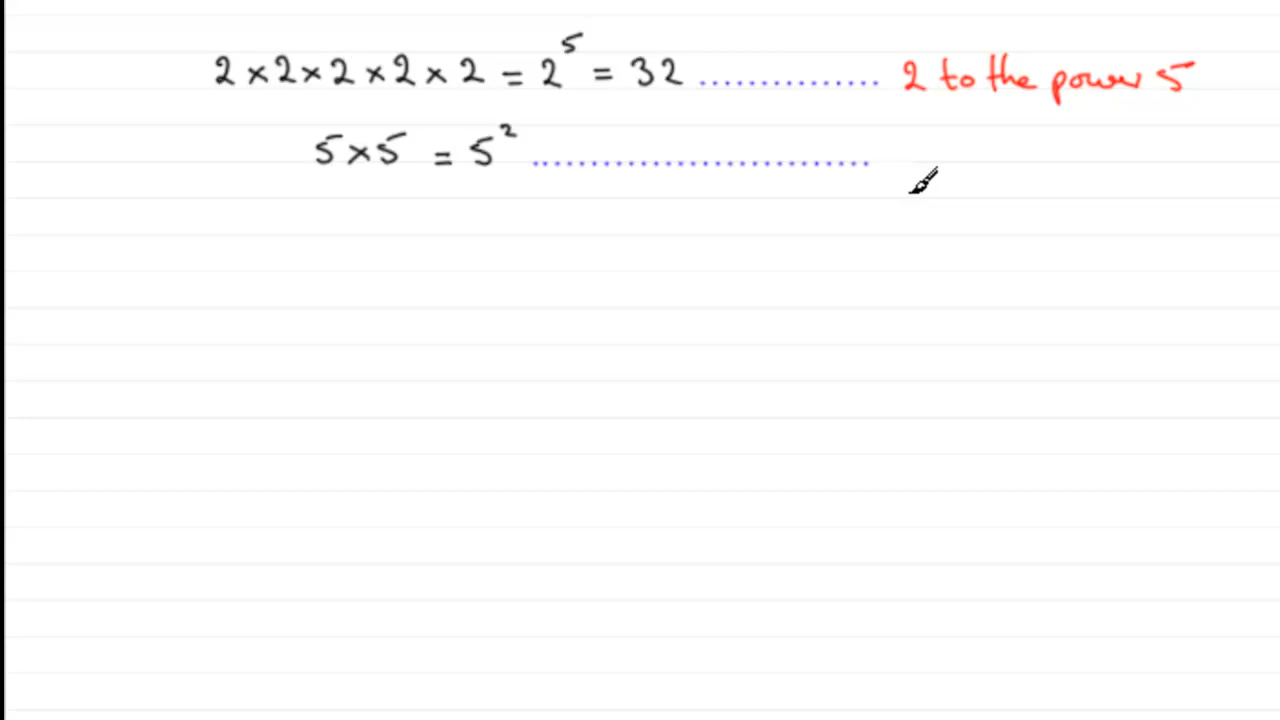 2 × 2 × 2 × 2 × 2 = 2⁵ = 32 ............... 2 to the power 5
5 × 5 = 5² .............................